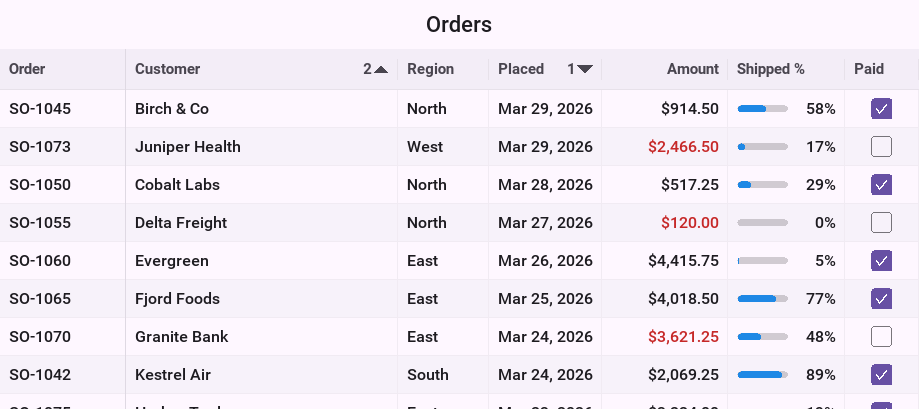 Orders
Order Customer 2 Region Placed 1 Amount Shipped % Paid
SO-1045 Birch & Co North Mar 29, 2026 $914.50 58%
SO-1073 Juniper Health West Mar 29, 2026 $2,466.50 17%
SO-1050 Cobalt Labs North Mar 28, 2026 $517.25 29%
SO-1055 Delta Freight North Mar 27, 2026 $120.00 0%
SO-1060 Evergreen East Mar 26, 2026 $4,415.75 5%
SO-1065 Fjord Foods East Mar 25, 2026 $4,018.50 77%
SO-1070 Granite Bank East Mar 24, 2026 $3,621.25 48%
SO-1042 Kestrel Air South Mar 24, 2026 $2,069.25 89%